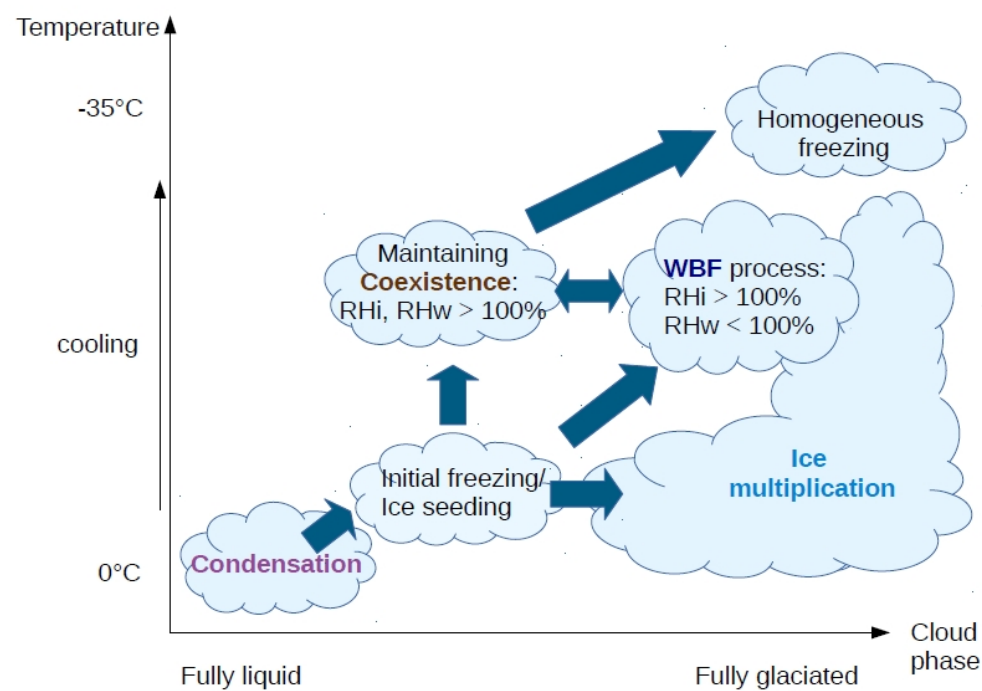 Temperature
-35°C
Homogeneous
freezing
Maintaining
Coexistence:
RHi, RHw > 100%
WBF process:
RHi > 100%
RHw < 100%
cooling
Initial freezing/
Ice seeding
Ice
multiplication
Condensation
0°C
Cloud
phase
Fully liquid
Fully glaciated